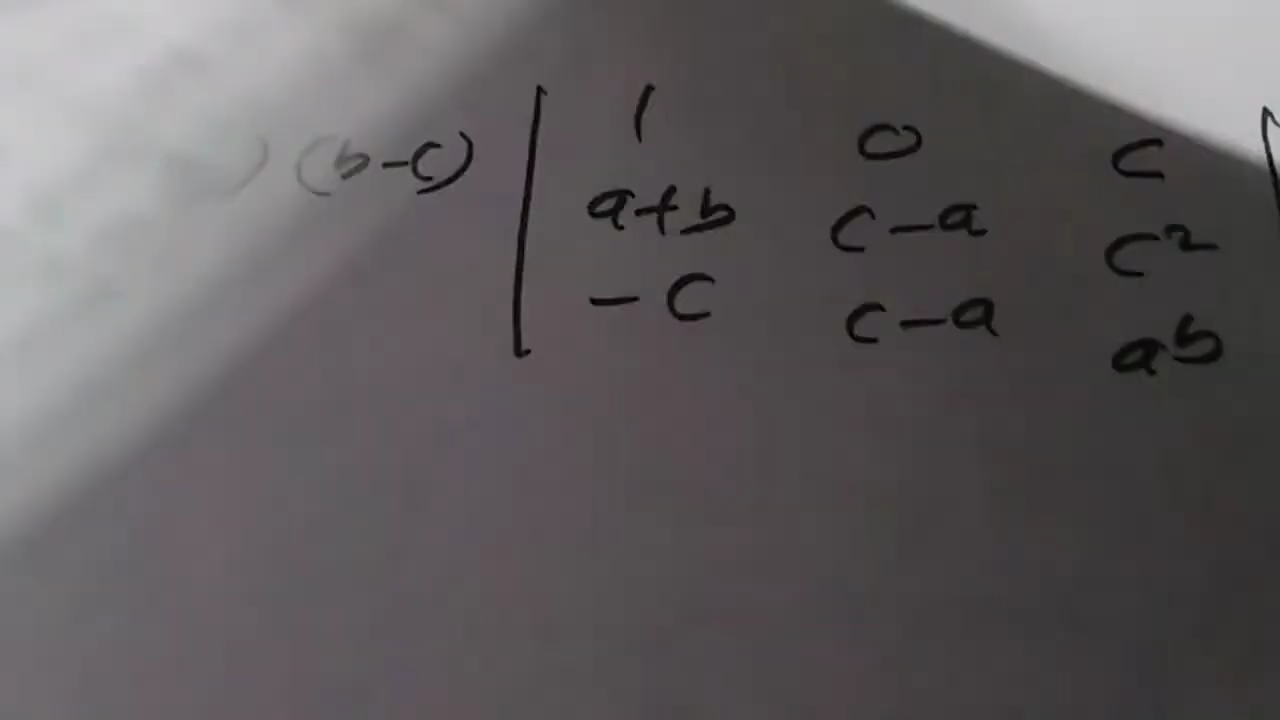 ) (b-c) | 1 0 c |
a+b c-a c²
-c c-a ab